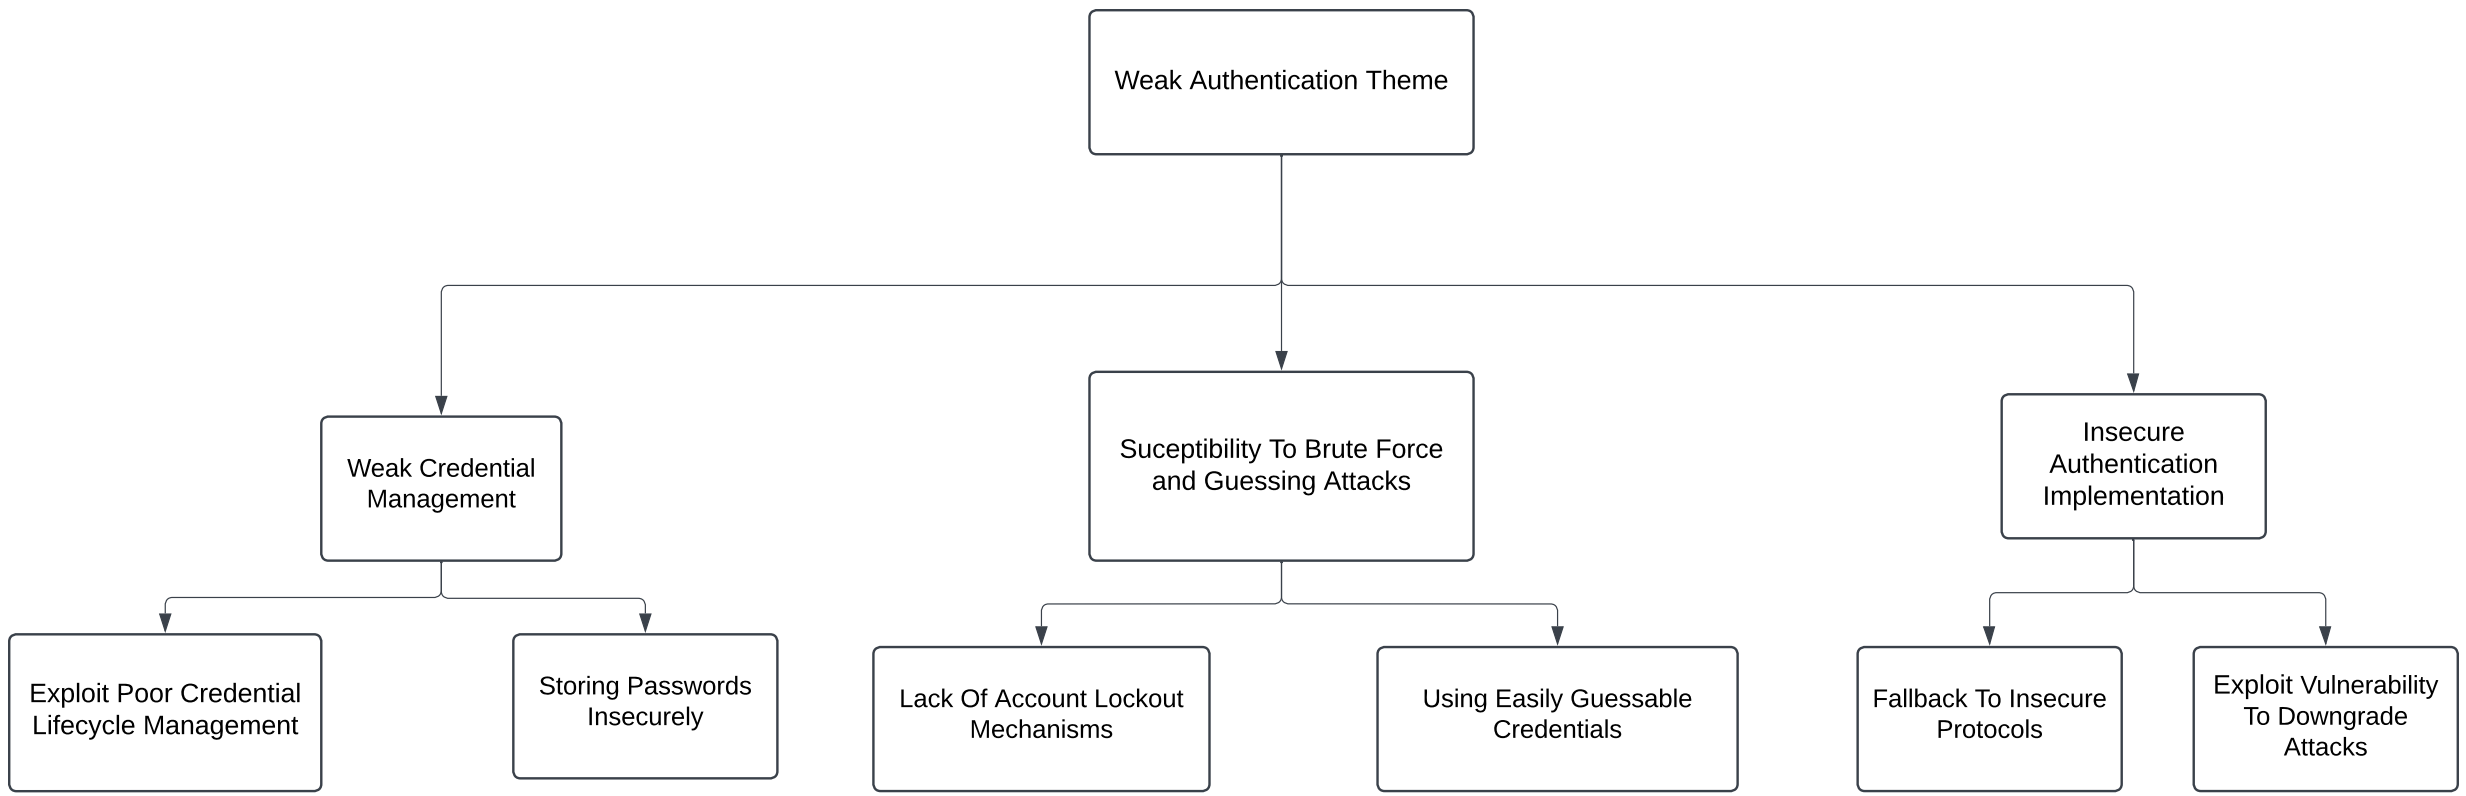 Weak Authentication Theme
Weak Credential
Management
Suceptibility To Brute Force
and Guessing Attacks
Insecure
Authentication
Implementation
Exploit Poor Credential
Lifecycle Management
Storing Passwords
Insecurely
Lack Of Account Lockout
Mechanisms
Using Easily Guessable
Credentials
Fallback To Insecure
Protocols
Exploit Vulnerability
To Downgrade
Attacks